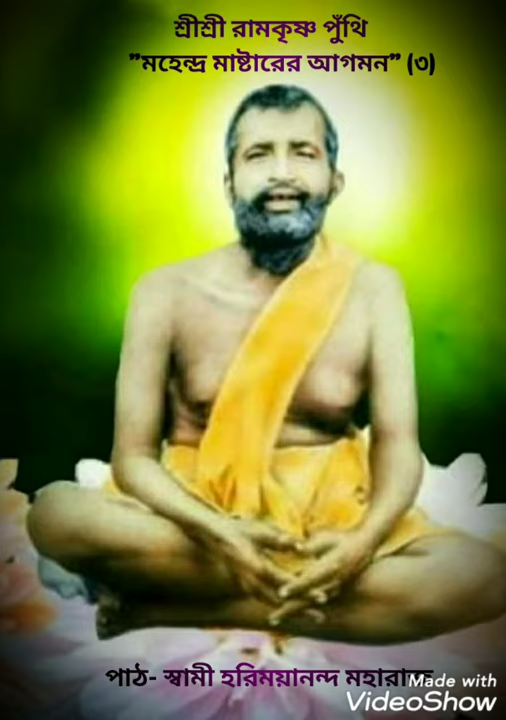 শ্রীশ্রী রামকৃষ্ণ পুঁথি
”মহেন্দ্র মাষ্টারের আগমন” (৩)
পাঠ- স্বামী হরিময়ানন্দ মহারাজ
Made with
VideoShow